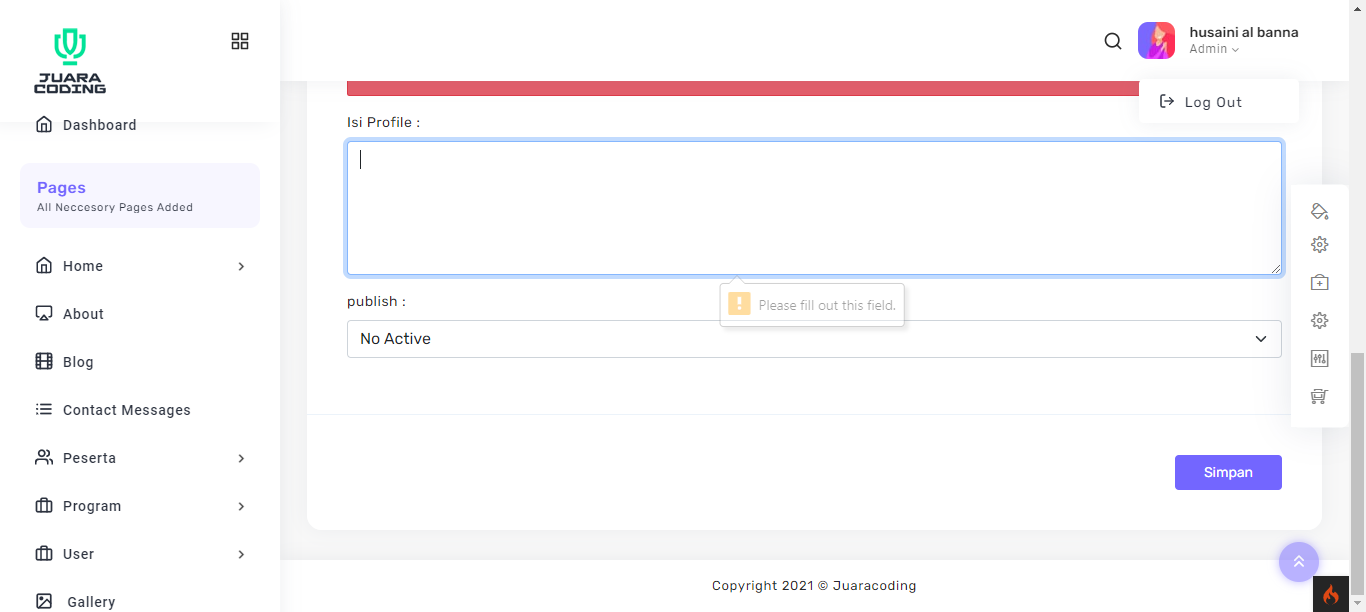 JUARA
CODING
husaini al banna
Admin
Log Out
Dashboard
Pages
All Neccesory Pages Added
Home
About
Blog
Contact Messages
Peserta
Program
User
Gallery
Isi Profile :
Please fill out this field.
publish :
No Active
Simpan
Copyright 2021 © Juaracoding